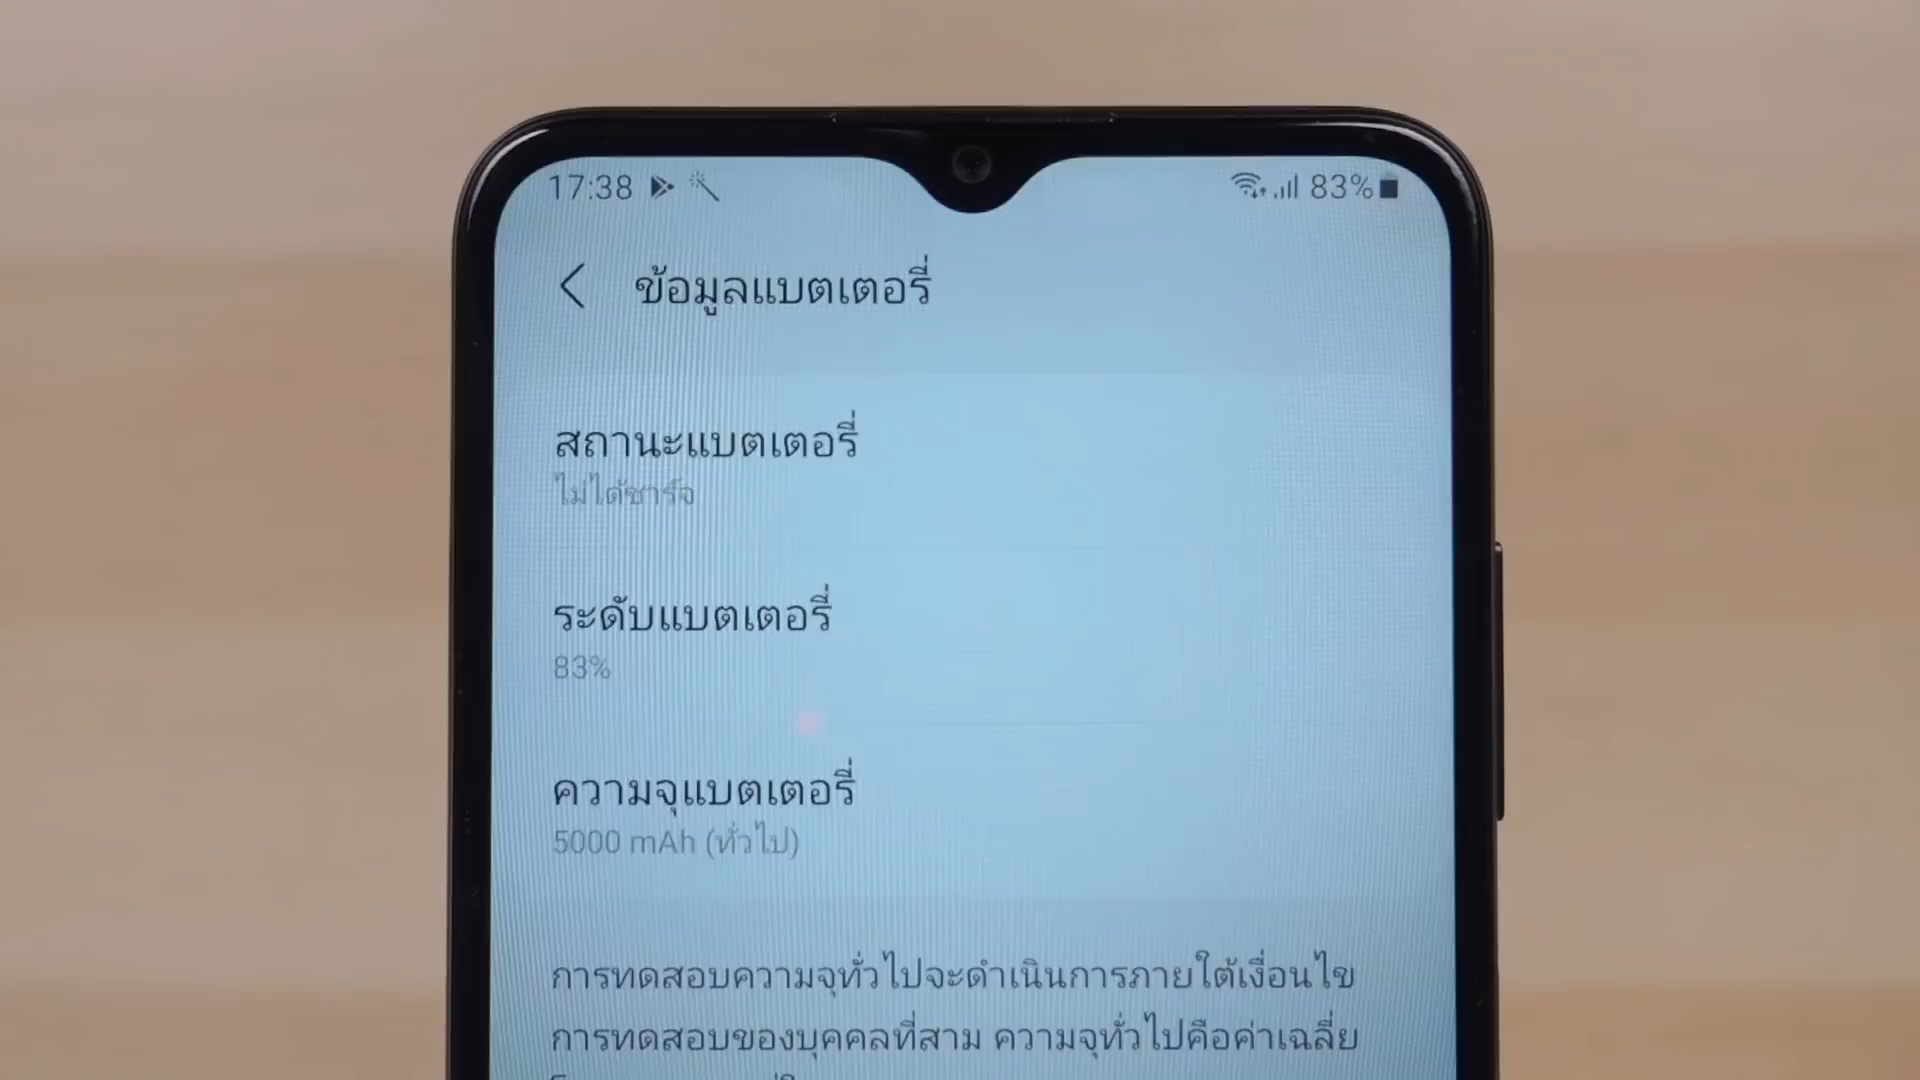 17:38 83%
ข้อมูลแบตเตอรี่
สถานะแบตเตอรี่
ไม่ได้ชาร์จ
ระดับแบตเตอรี่
83%
ความจุแบตเตอรี่
5000 mAh (ทั่วไป)
การทดสอบความจุทั่วไปจะดำเนินการภายใต้เงื่อนไข
การทดสอบของบุคคลที่สาม ความจุทั่วไปคือค่าเฉลี่ย